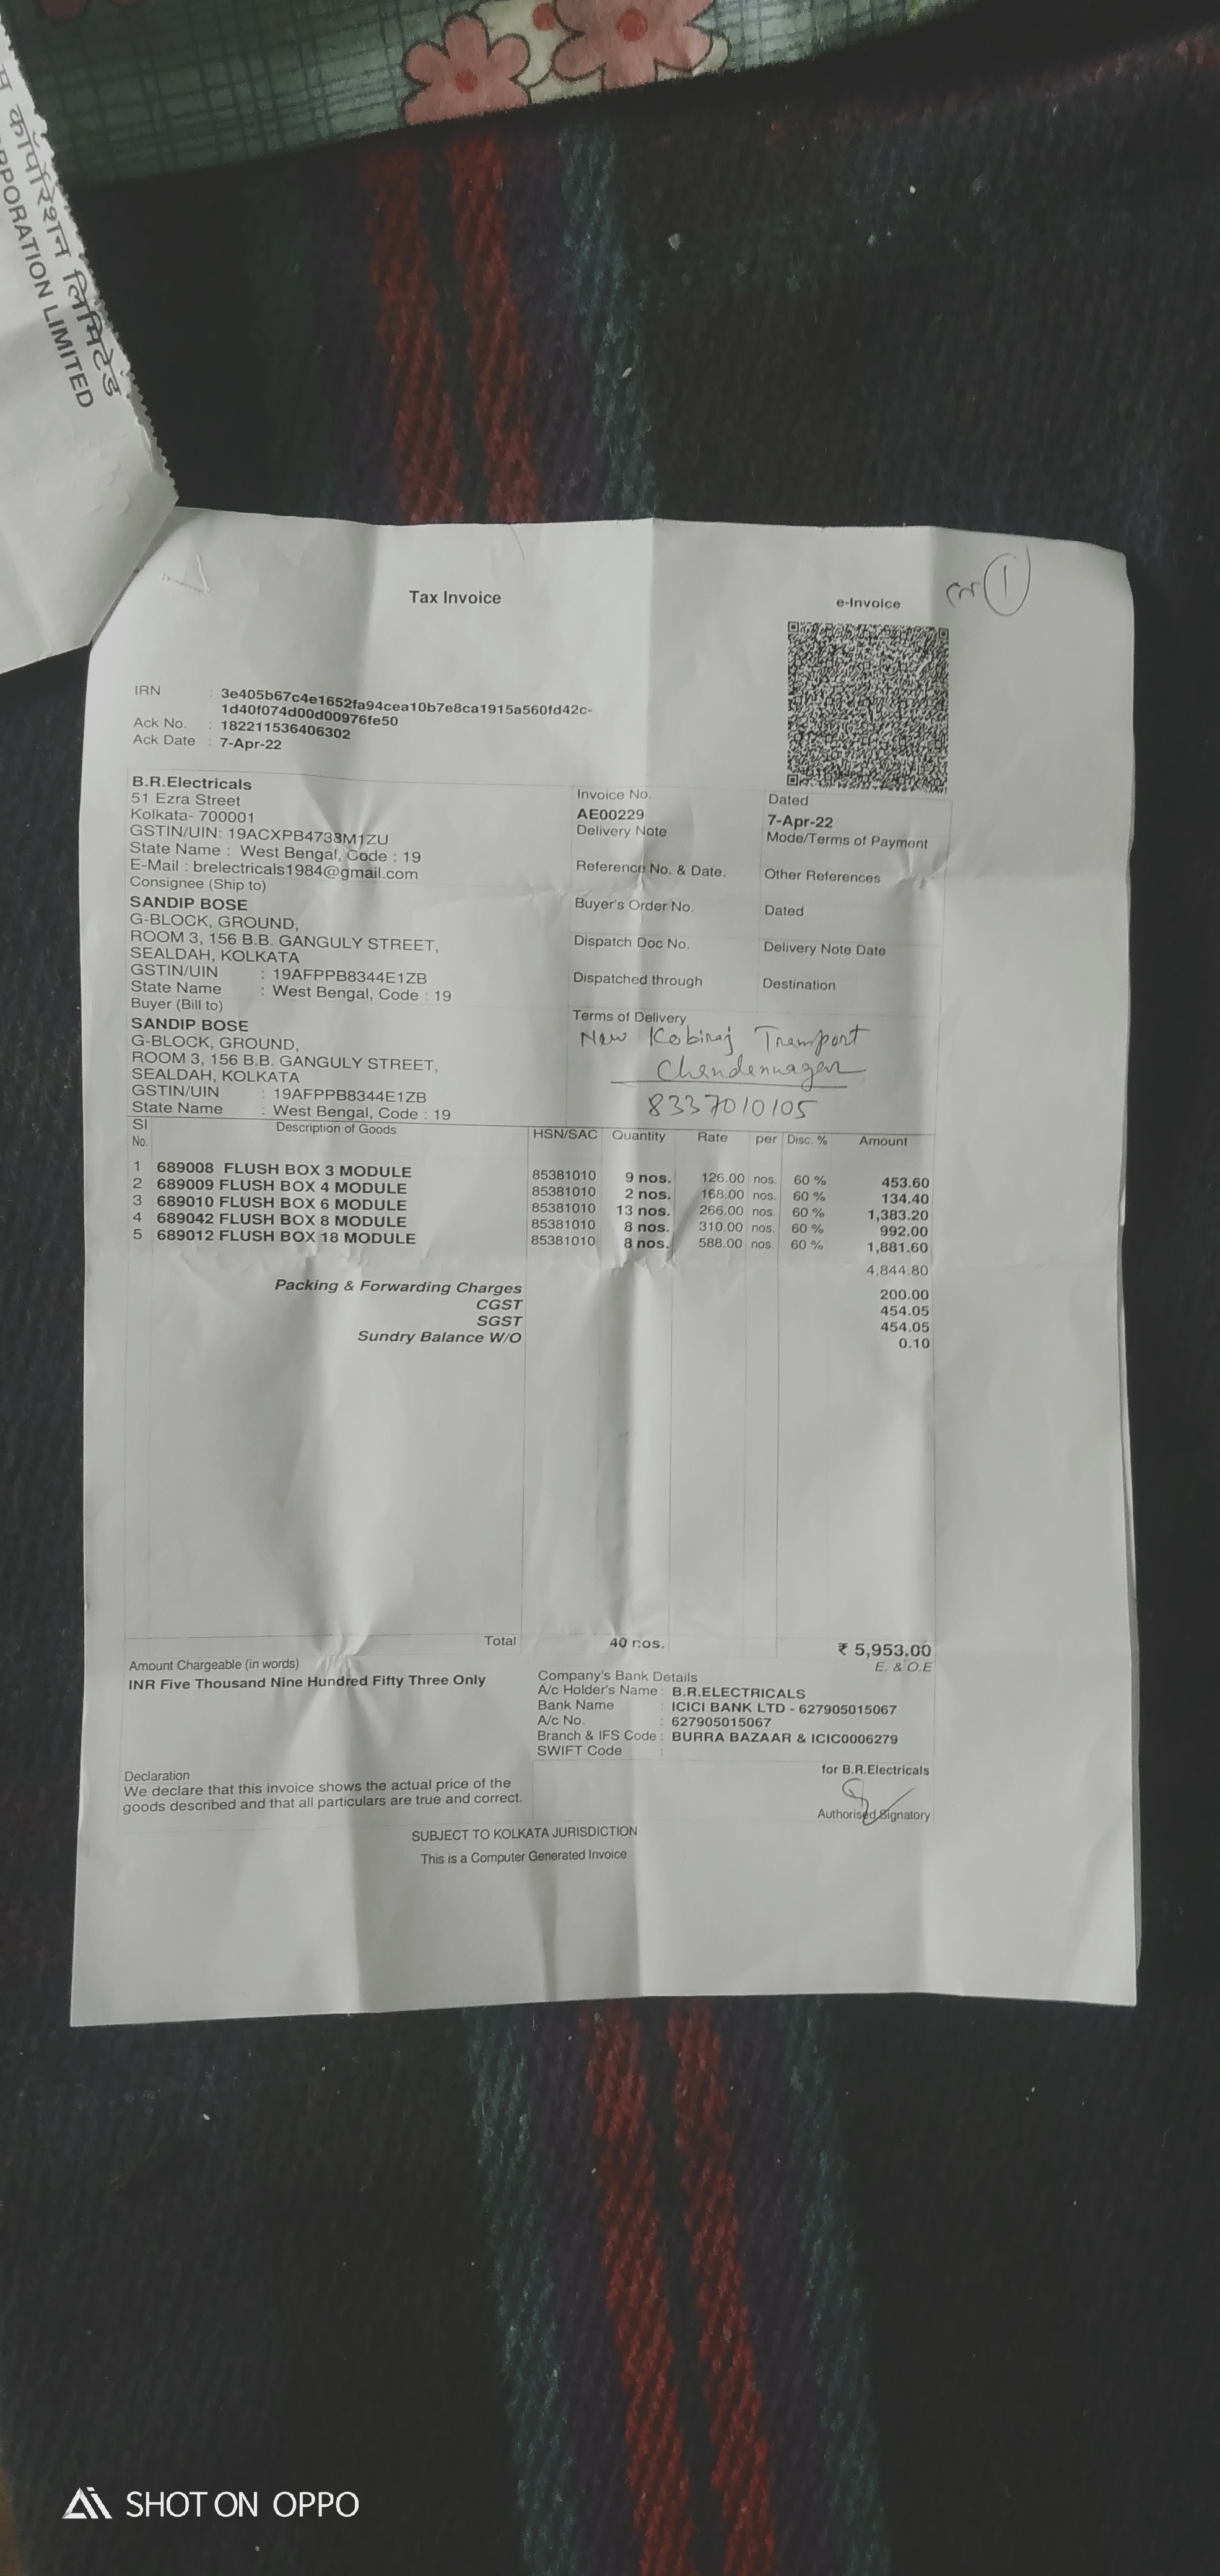 कॉर्पोरेशन लिमिटेड
RPORATION LIMITED
Tax Invoice
e-Invoice
1
IRN : 3e405b67c4e1652fa94cea10b7e8ca1915a560fd42c-
1d40f074d00d00976fe50
Ack No. : 182211536406302
Ack Date : 7-Apr-22
B.R.Electricals
51 Ezra Street
Kolkata- 700001
GSTIN/UIN: 19ACXPB4738M1ZU
State Name : West Bengal, Code : 19
E-Mail : brelectricals1984@gmail.com
Invoice No.
AE00229
Dated
7-Apr-22
Delivery Note
Mode/Terms of Payment
Reference No. & Date.
Other References
Consignee (Ship to)
SANDIP BOSE
G-BLOCK, GROUND,
ROOM 3, 156 B.B. GANGULY STREET,
SEALDAH, KOLKATA
GSTIN/UIN : 19AFPPB8344E1ZB
State Name : West Bengal, Code : 19
Buyer's Order No.
Dated
Dispatch Doc No.
Delivery Note Date
Dispatched through
Destination
Buyer (Bill to)
SANDIP BOSE
G-BLOCK, GROUND,
ROOM 3, 156 B.B. GANGULY STREET,
SEALDAH, KOLKATA
GSTIN/UIN : 19AFPPB8344E1ZB
State Name : West Bengal, Code : 19
Terms of Delivery
New Kobiraj Transport
Chandannagar
8337010105
Sl No. Description of Goods HSN/SAC Quantity Rate per Disc. % Amount
1 689008 FLUSH BOX 3 MODULE 85381010 9 nos. 126.00 nos. 60 % 453.60
2 689009 FLUSH BOX 4 MODULE 85381010 2 nos. 168.00 nos. 60 % 134.40
3 689010 FLUSH BOX 6 MODULE 85381010 13 nos. 266.00 nos. 60 % 1,383.20
4 689042 FLUSH BOX 8 MODULE 85381010 8 nos. 310.00 nos. 60 % 992.00
5 689012 FLUSH BOX 18 MODULE 85381010 8 nos. 588.00 nos. 60 % 1,881.60
4,844.80
Packing & Forwarding Charges 200.00
CGST 454.05
SGST 454.05
Sundry Balance W/O 0.10
Total 40 nos. ₹ 5,953.00
E. & O.E
Amount Chargeable (in words)
INR Five Thousand Nine Hundred Fifty Three Only
Company's Bank Details
A/c Holder's Name : B.R.ELECTRICALS
Bank Name : ICICI BANK LTD - 627905015067
A/c No. : 627905015067
Branch & IFS Code : BURRA BAZAAR & ICIC0006279
SWIFT Code :
Declaration
We declare that this invoice shows the actual price of the
goods described and that all particulars are true and correct.
for B.R.Electricals
Authorised Signatory
SUBJECT TO KOLKATA JURISDICTION
This is a Computer Generated Invoice
SHOT ON OPPO